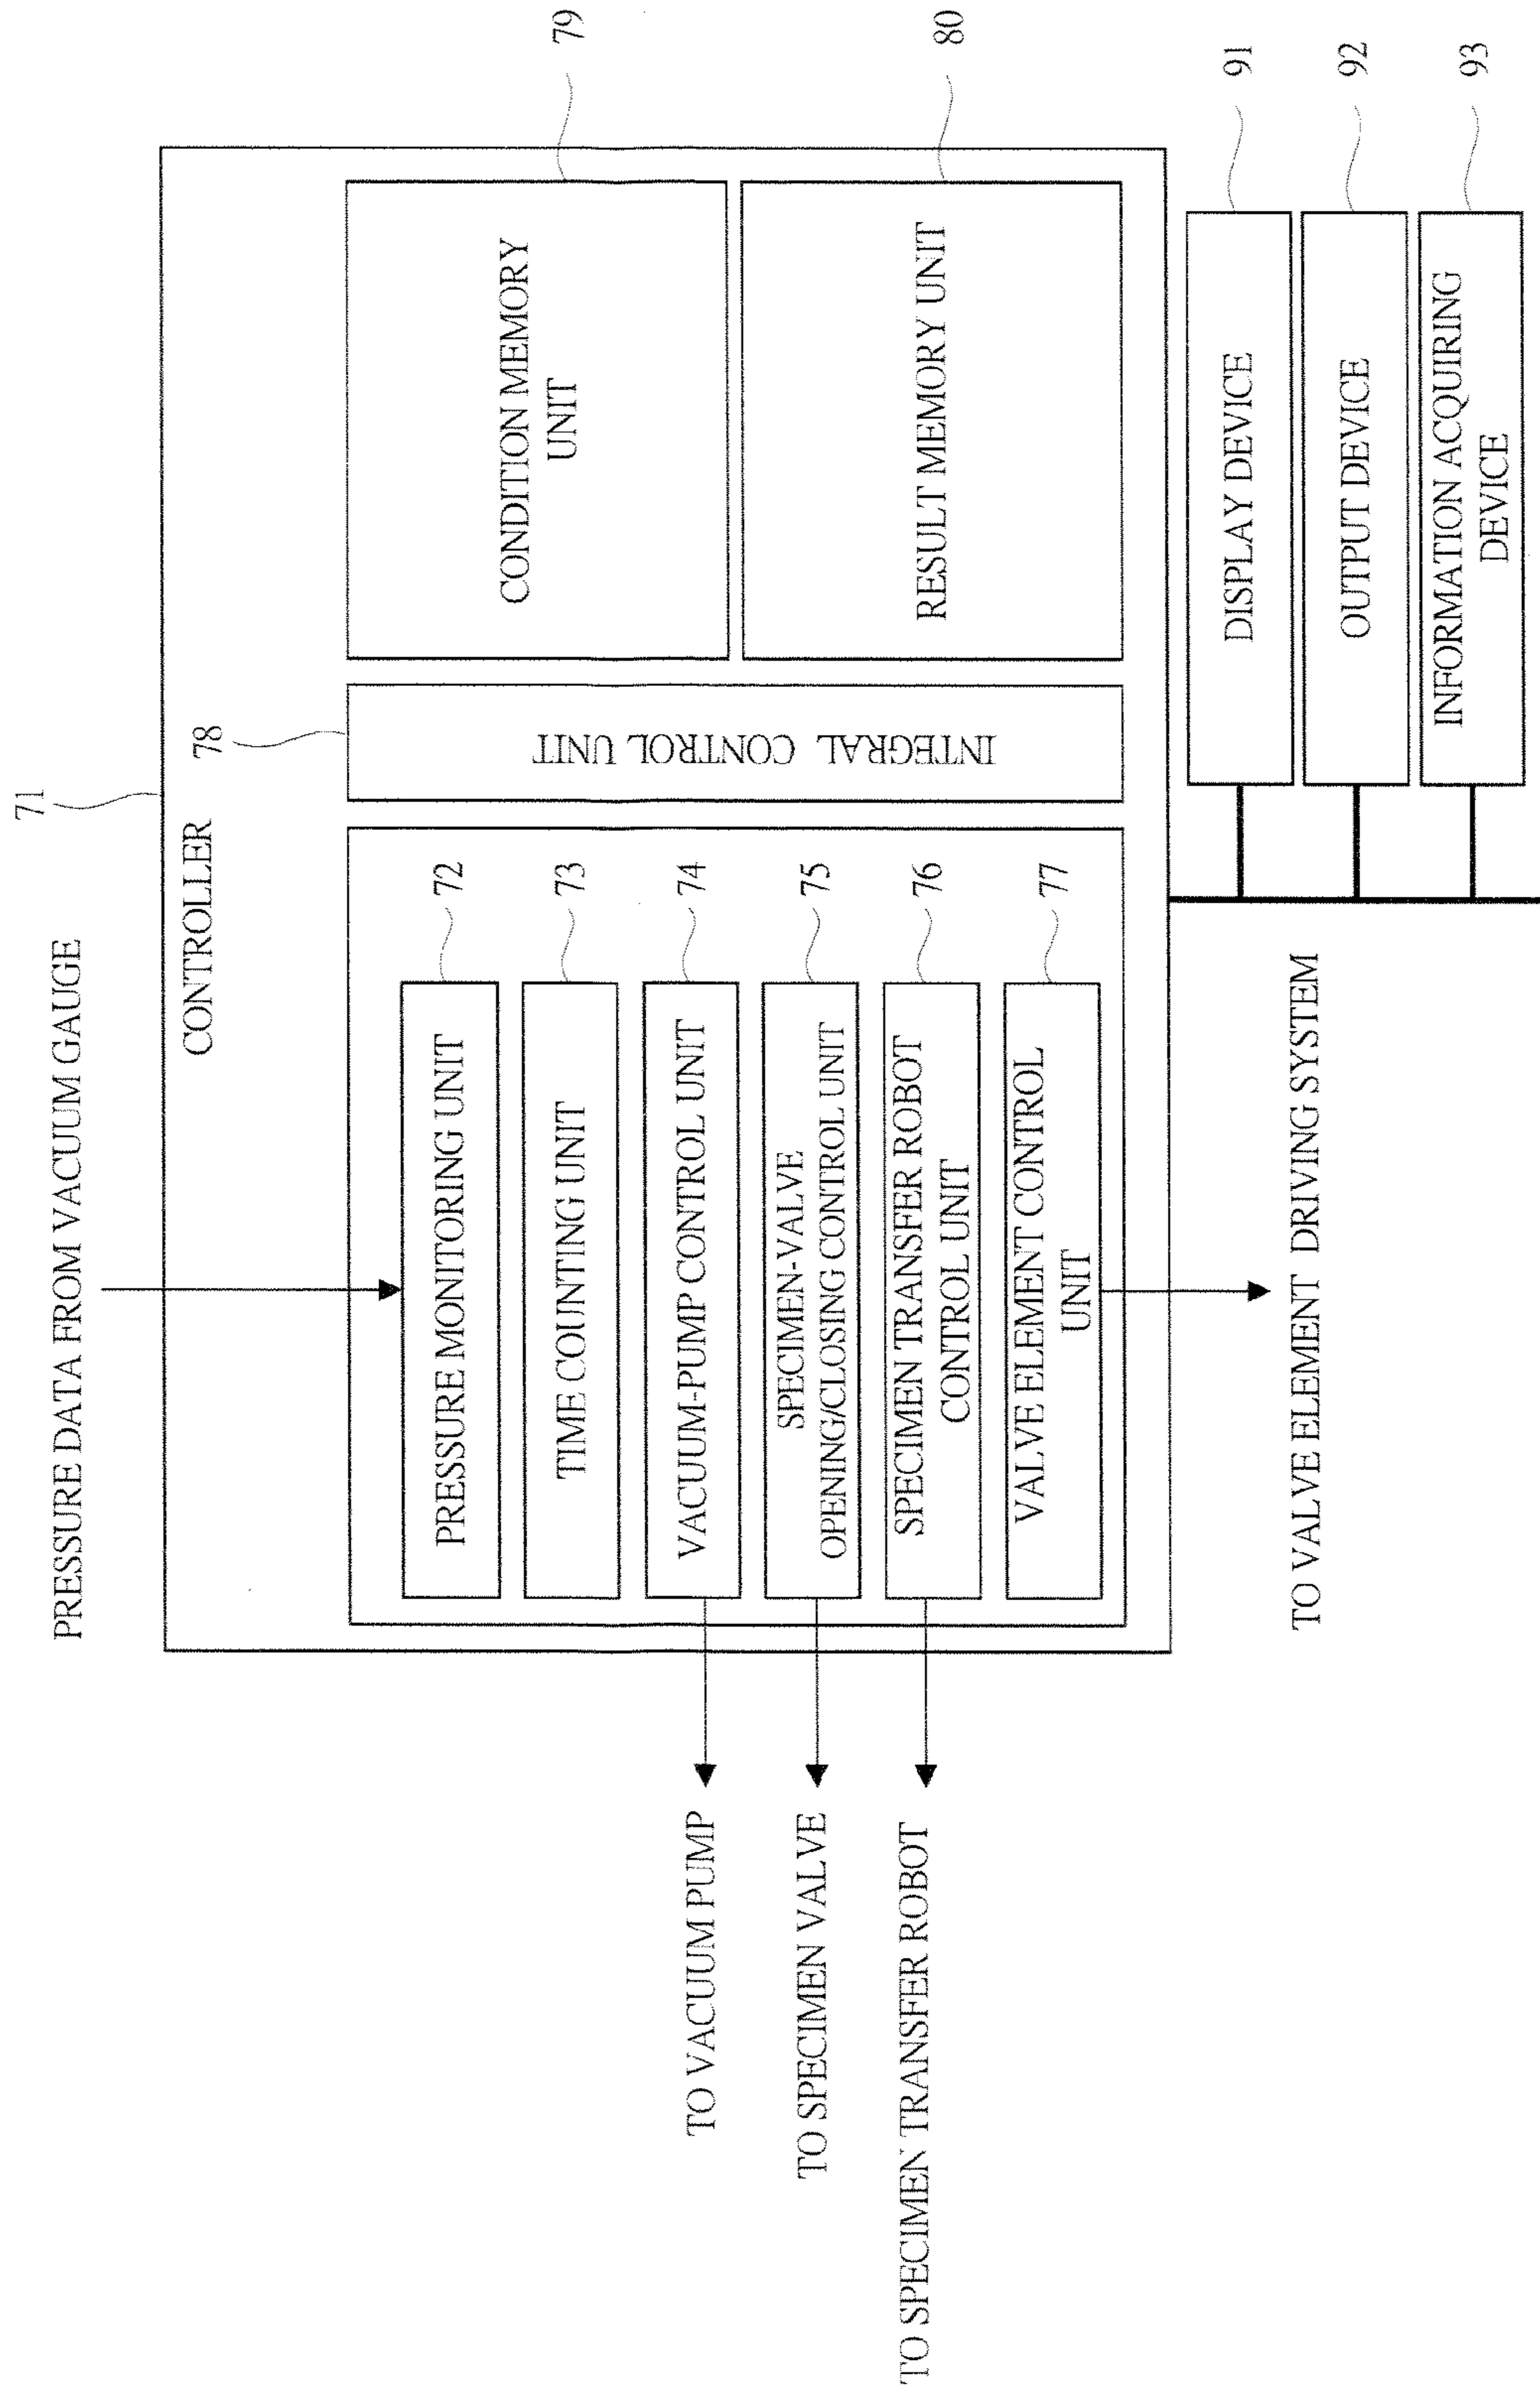 PRESSURE DATA FROM VACUUM GAUGE
71
CONTROLLER
78
PRESSURE MONITORING UNIT
72
TIME COUNTING UNIT
73
VACUUM-PUMP CONTROL UNIT
74
SPECIMEN-VALVE
OPENING/CLOSING CONTROL UNIT
75
SPECIMEN TRANSFER ROBOT
CONTROL UNIT
76
VALVE ELEMENT CONTROL
UNIT
77
INTEGRAL CONTROL UNIT
CONDITION MEMORY
UNIT
79
RESULT MEMORY UNIT
80
TO VACUUM PUMP
TO SPECIMEN VALVE
TO SPECIMEN TRANSFER ROBOT
TO VALVE ELEMENT DRIVING SYSTEM
DISPLAY DEVICE
91
OUTPUT DEVICE
92
INFORMATION ACQUIRING
DEVICE
93